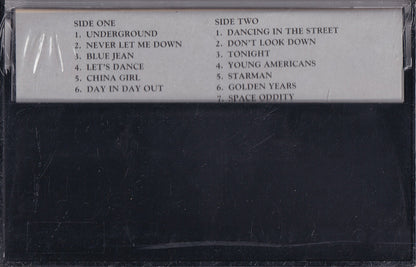 SIDE ONE
1. UNDERGROUND
2. NEVER LET ME DOWN
3. BLUE JEAN
4. LET'S DANCE
5. CHINA GIRL
6. DAY IN DAY OUT
SIDE TWO
1. DANCING IN THE STREET
2. DON'T LOOK DOWN
3. TONIGHT
4. YOUNG AMERICANS
5. STARMAN
6. GOLDEN YEARS
7. SPACE ODDITY